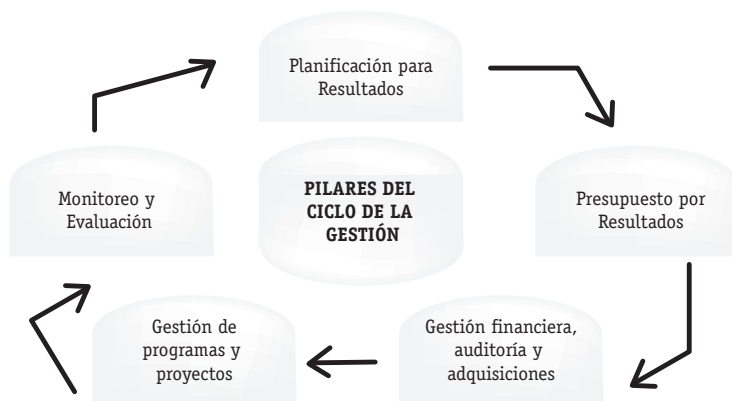 Planificación para
Resultados
Monitoreo y
Evaluación
PILARES DEL
CICLO DE LA
GESTIÓN
Presupuesto por
Resultados
Gestión de
programas y
proyectos
Gestión financiera,
auditoría y
adquisiciones